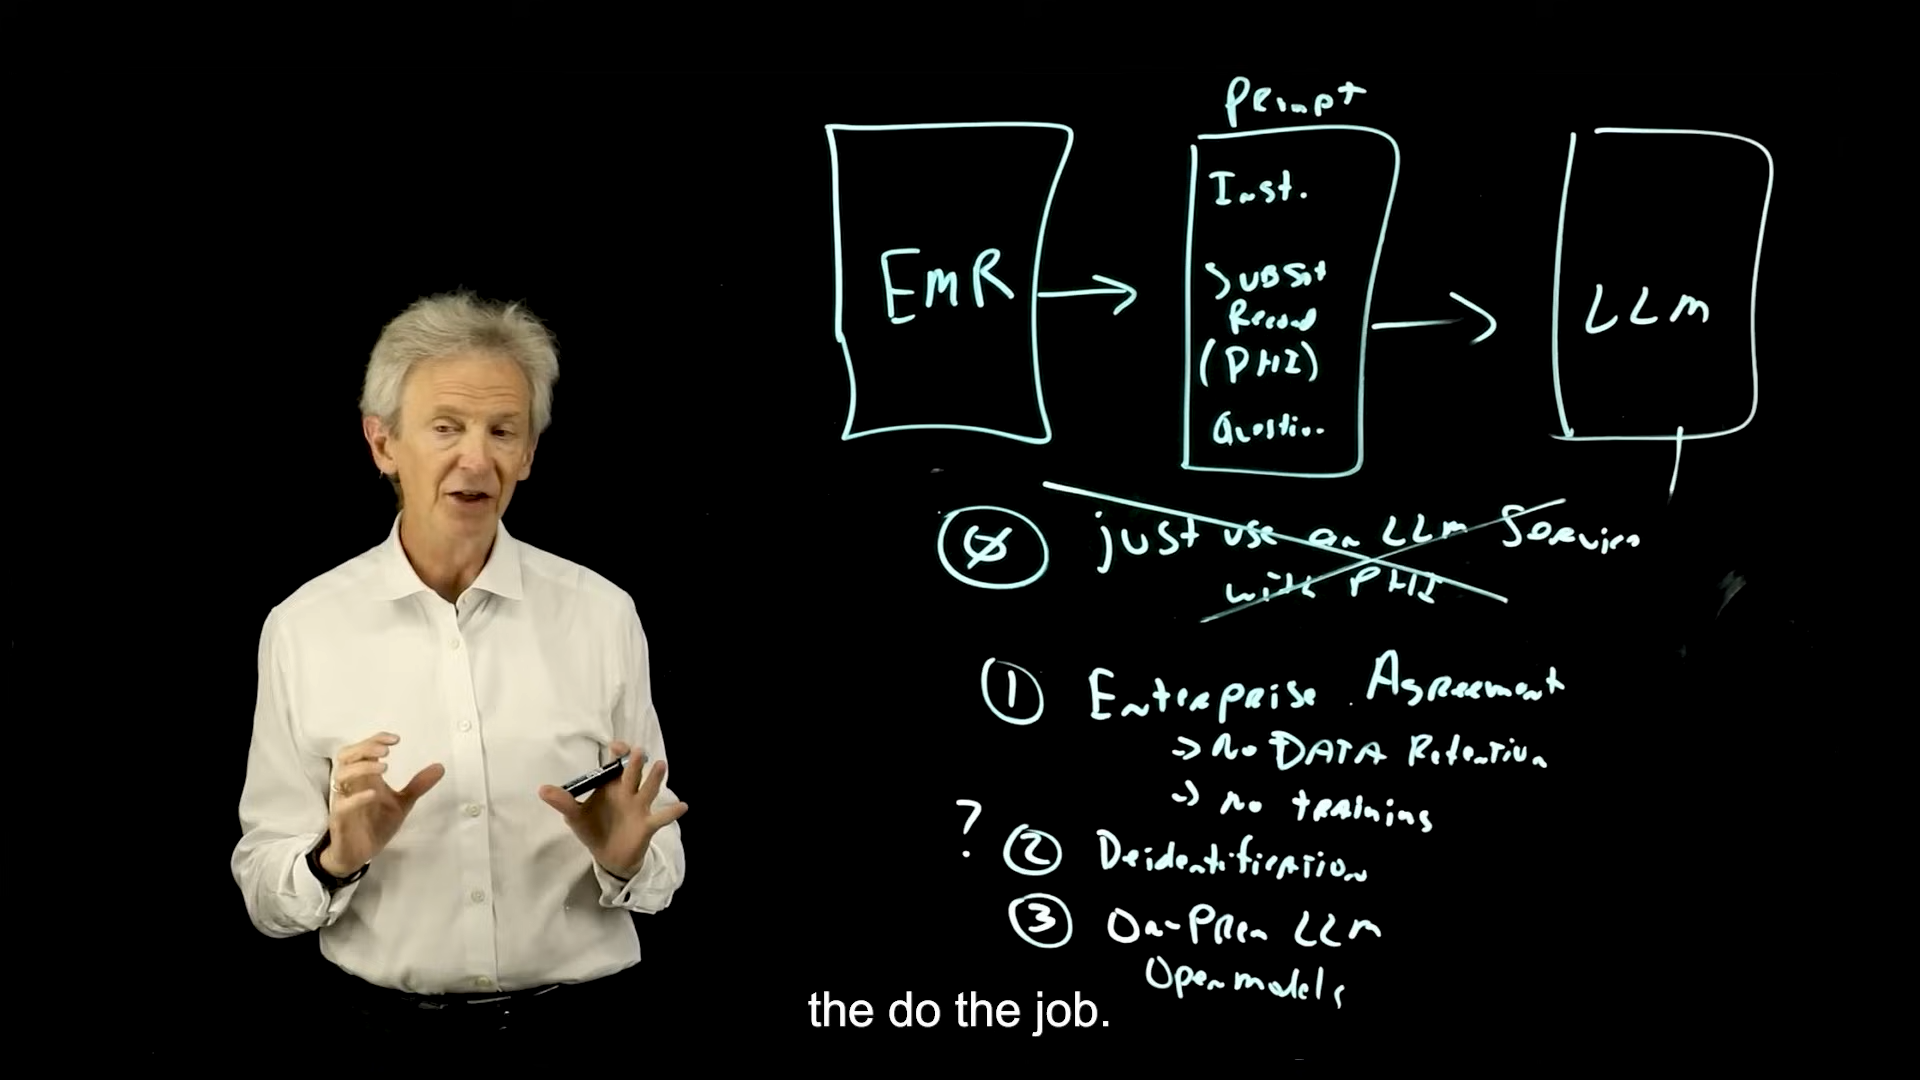 Prompt
Inst.
Subset
Record
(PHI)
Question
EMR
LLM
0 just use an LLM Service
with PHI
1 Enterprise Agreement
→ No DATA Retention
→ no training
? 2 Deidentification
3 On-Prem LLM
Open models
the do the job.